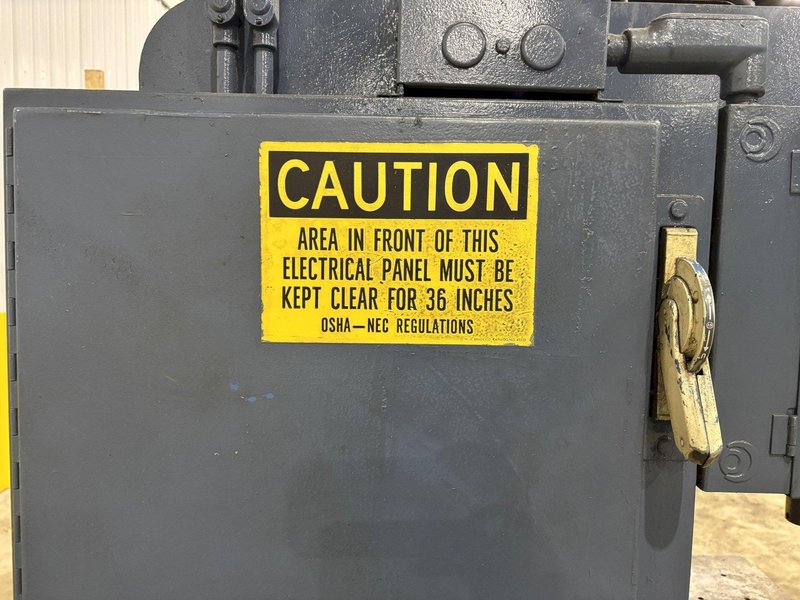 CAUTION
AREA IN FRONT OF THIS
ELECTRICAL PANEL MUST BE
KEPT CLEAR FOR 36 INCHES
OSHA—NEC REGULATIONS